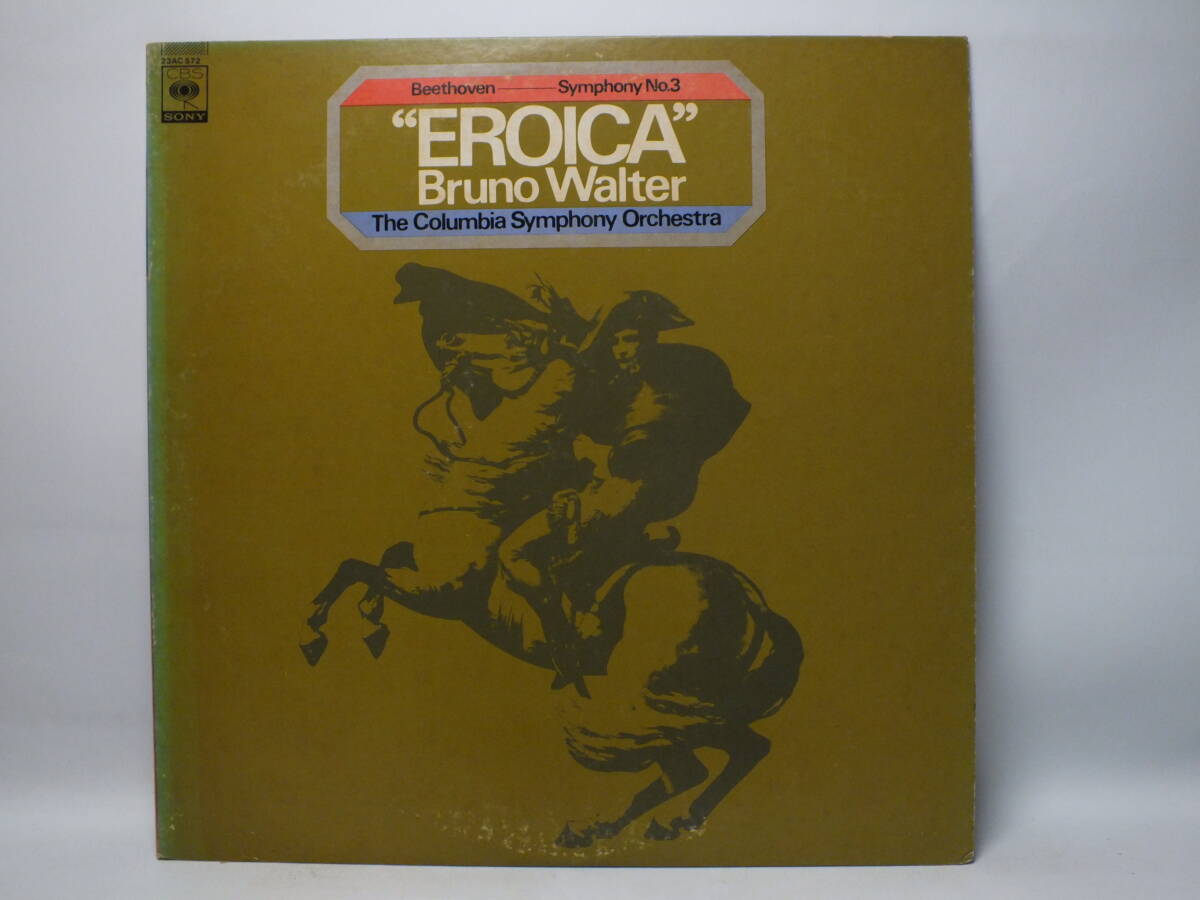 23AC 572
CBS
SONY
Beethoven———Symphony No.3
“EROICA”
Bruno Walter
The Columbia Symphony Orchestra